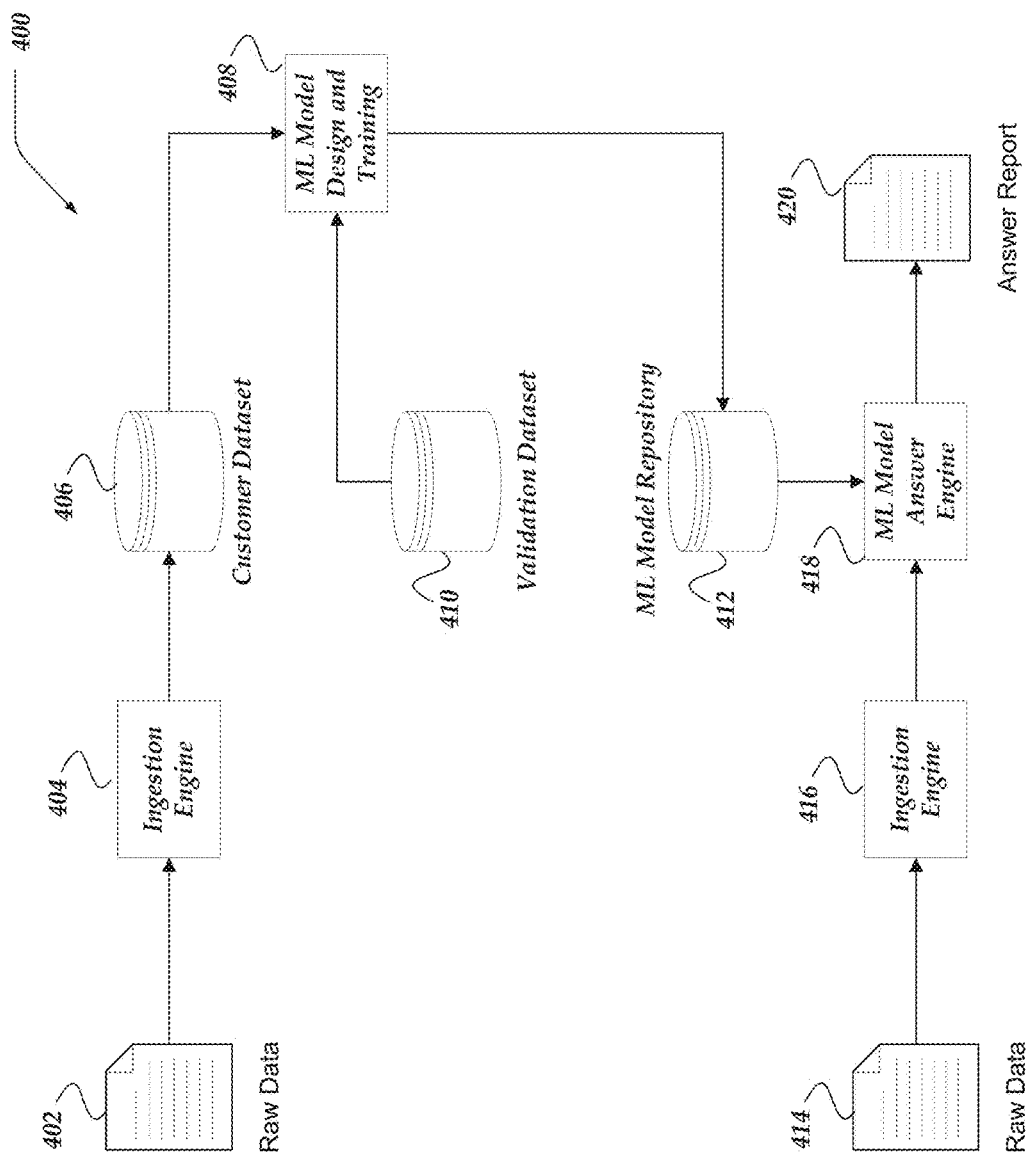 400
402
Raw Data
404
Ingestion
Engine
406
Customer Dataset
408
ML Model
Design and
Training
410
Validation Dataset
ML Model Repository
412
414
Raw Data
416
Ingestion
Engine
418
ML Model
Answer
Engine
420
Answer Report